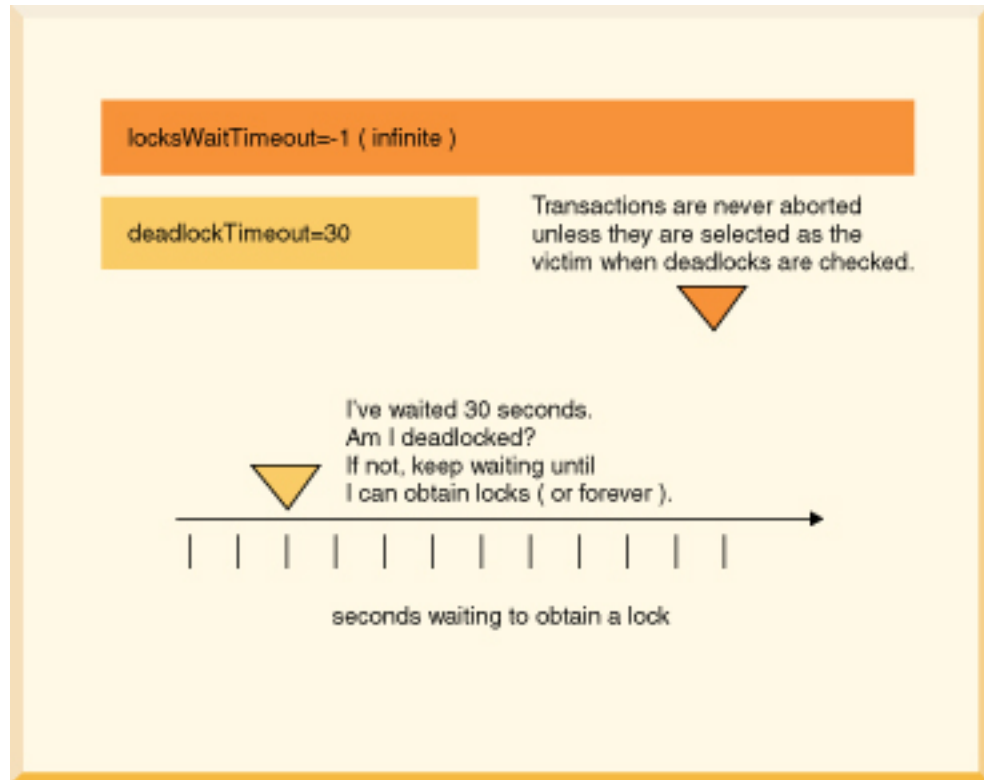 locksWaitTimeout=-1 ( infinite )
deadlockTimeout=30
Transactions are never aborted
unless they are selected as the
victim when deadlocks are checked.
I've waited 30 seconds.
Am I deadlocked?
If not, keep waiting until
I can obtain locks ( or forever ).
seconds waiting to obtain a lock